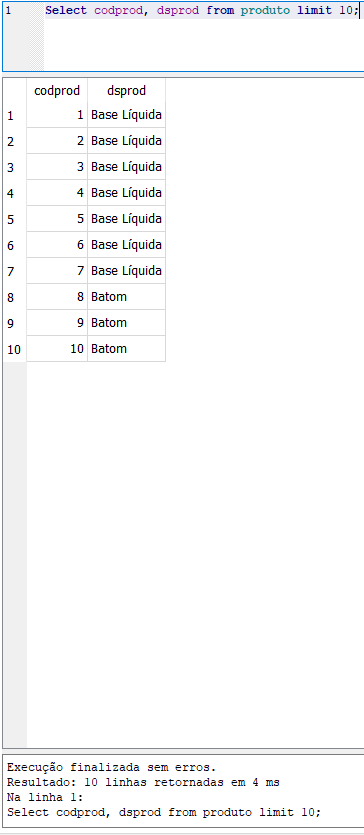 1 Select codprod, dsprod from produto limit 10;
codprod dsprod
1 1 Base Líquida
2 2 Base Líquida
3 3 Base Líquida
4 4 Base Líquida
5 5 Base Líquida
6 6 Base Líquida
7 7 Base Líquida
8 8 Batom
9 9 Batom
10 10 Batom
Execução finalizada sem erros.
Resultado: 10 linhas retornadas em 4 ms
Na linha 1:
Select codprod, dsprod from produto limit 10;